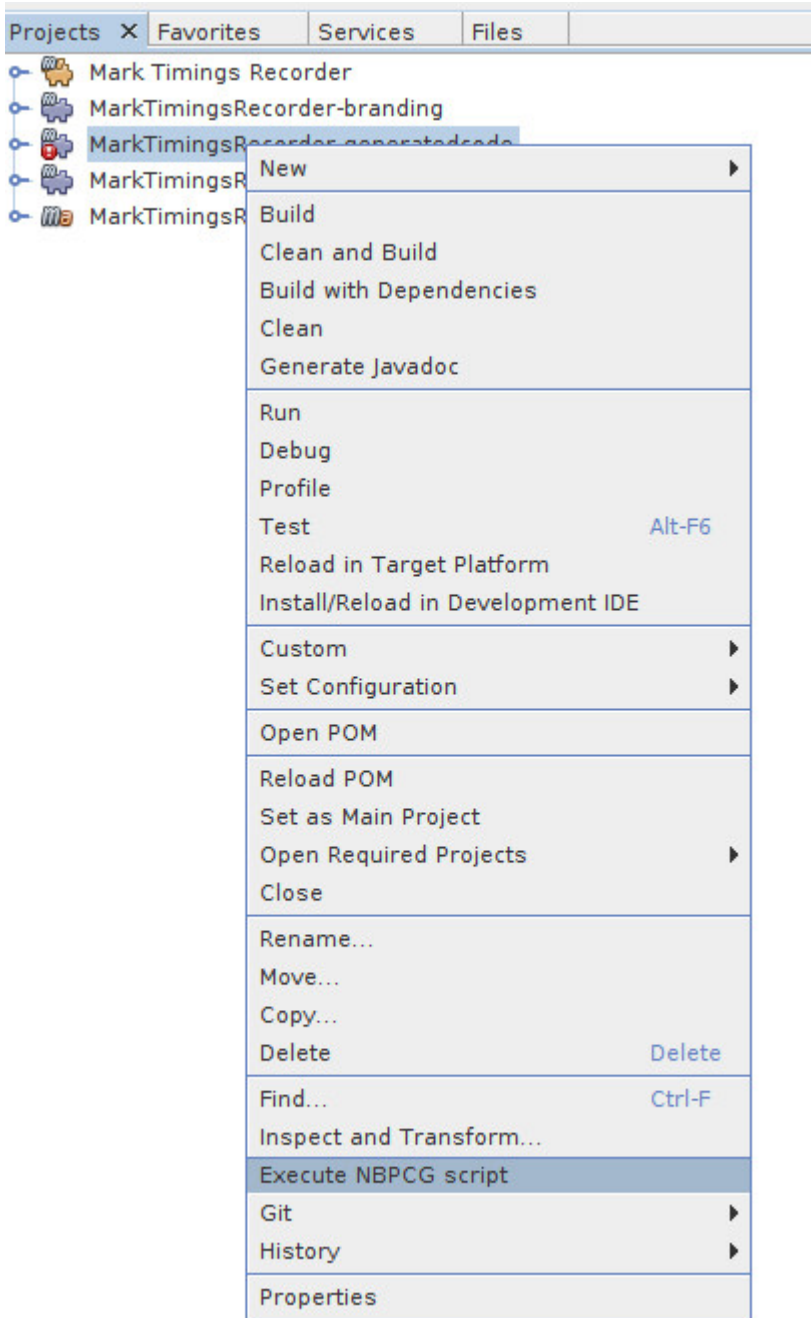 Projects X Favorites Services Files
Mark Timings Recorder
MarkTimingsRecorder-branding
MarkTimingsRecorder-generatedcode
New
MarkTimingsR
MarkTimingsR
Build
Clean and Build
Build with Dependencies
Clean
Generate Javadoc
Run
Debug
Profile
Test Alt-F6
Reload in Target Platform
Install/Reload in Development IDE
Custom
Set Configuration
Open POM
Reload POM
Set as Main Project
Open Required Projects
Close
Rename...
Move...
Copy...
Delete Delete
Find... Ctrl-F
Inspect and Transform...
Execute NBPCG script
Git
History
Properties